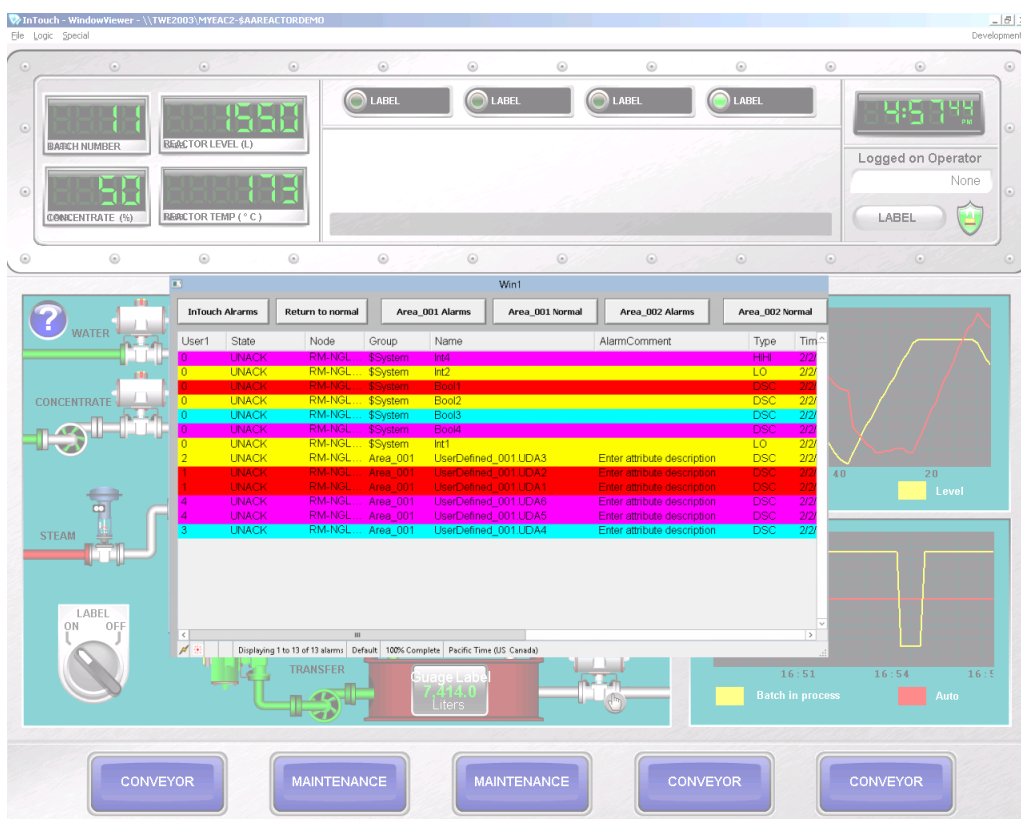 InTouch - WindowViewer - \\TWE2003\MYEAC2-$AAREACTORDEMO
File Logic Special Development
11
BATCH NUMBER
1550
REACTOR LEVEL (L)
50
CONCENTRATE (%)
173
REACTOR TEMP ( ° C )
LABEL LABEL LABEL LABEL
4:57 44
PM
Logged on Operator
None
LABEL
Win1
InTouch Alrarms Return to normal Area_001 Alarms Area_001 Normal Area_002 Alarms Area_002 Normal
User1 State Node Group Name AlarmComment Type Tim
0 UNACK RM-NGL... $System Int4 HIHI 2/2/
0 UNACK RM-NGL... $System Int2 LO 2/2/
0 UNACK RM-NGL... $System Bool1 DSC 2/2/
0 UNACK RM-NGL... $System Bool2 DSC 2/2/
0 UNACK RM-NGL... $System Bool3 DSC 2/2/
0 UNACK RM-NGL... $System Bool4 DSC 2/2/
0 UNACK RM-NGL... $System Int1 LO 2/2/
2 UNACK RM-NGL... Area_001 UserDefined_001.UDA3 Enter attribute description DSC 2/2/
1 UNACK RM-NGL... Area_001 UserDefined_001.UDA2 Enter attribute description DSC 2/2/
1 UNACK RM-NGL... Area_001 UserDefined_001.UDA1 Enter attribute description DSC 2/2/
4 UNACK RM-NGL... Area_001 UserDefined_001.UDA6 Enter attribute description DSC 2/2/
4 UNACK RM-NGL... Area_001 UserDefined_001.UDA5 Enter attribute description DSC 2/2/
3 UNACK RM-NGL... Area_001 UserDefined_001.UDA4 Enter attribute description DSC 2/2/
Displaying 1 to 13 of 13 alarms Default 100% Complete Pacific Time (US Canada)
?
WATER
CONCENTRATE
STEAM
LABEL
ON OFF
TRANSFER
Guage Label
7,414.0
Liters
40 20
Level
16:51 16:54
Batch in process Auto
CONVEYOR MAINTENANCE MAINTENANCE CONVEYOR CONVEYOR